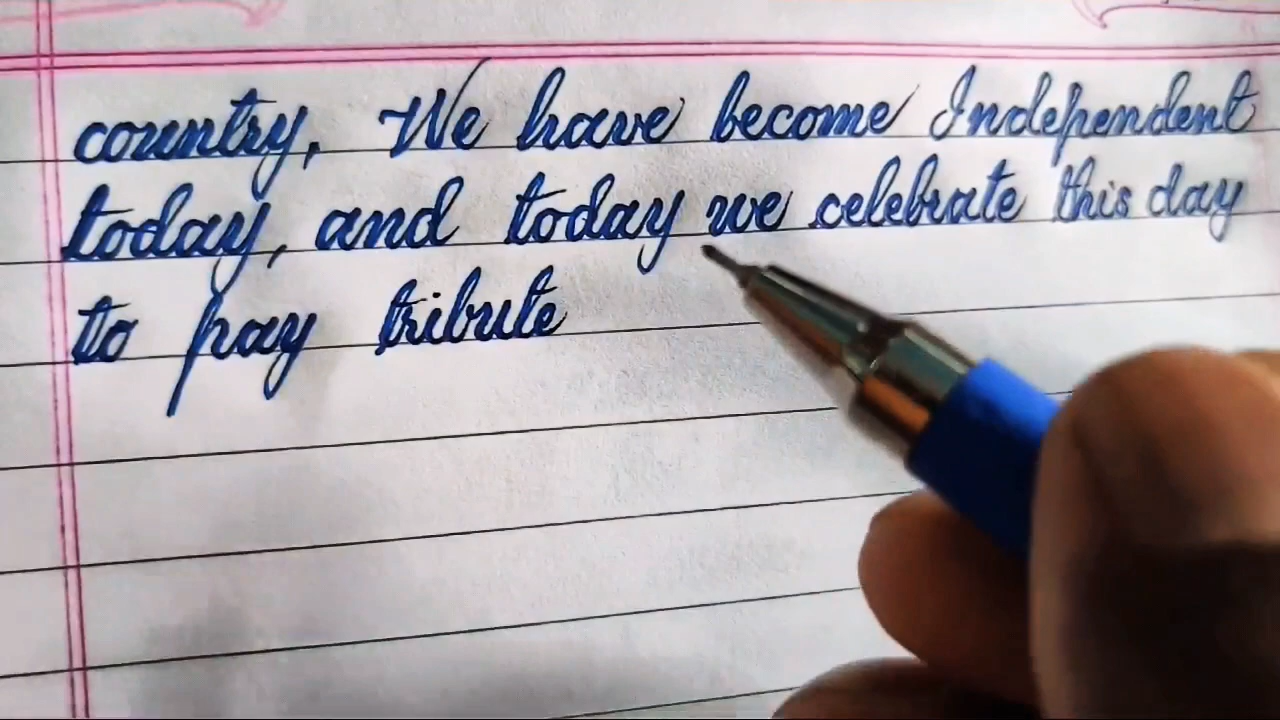 country, We have become Independent
today, and today we celebrate this day
to pay tribute